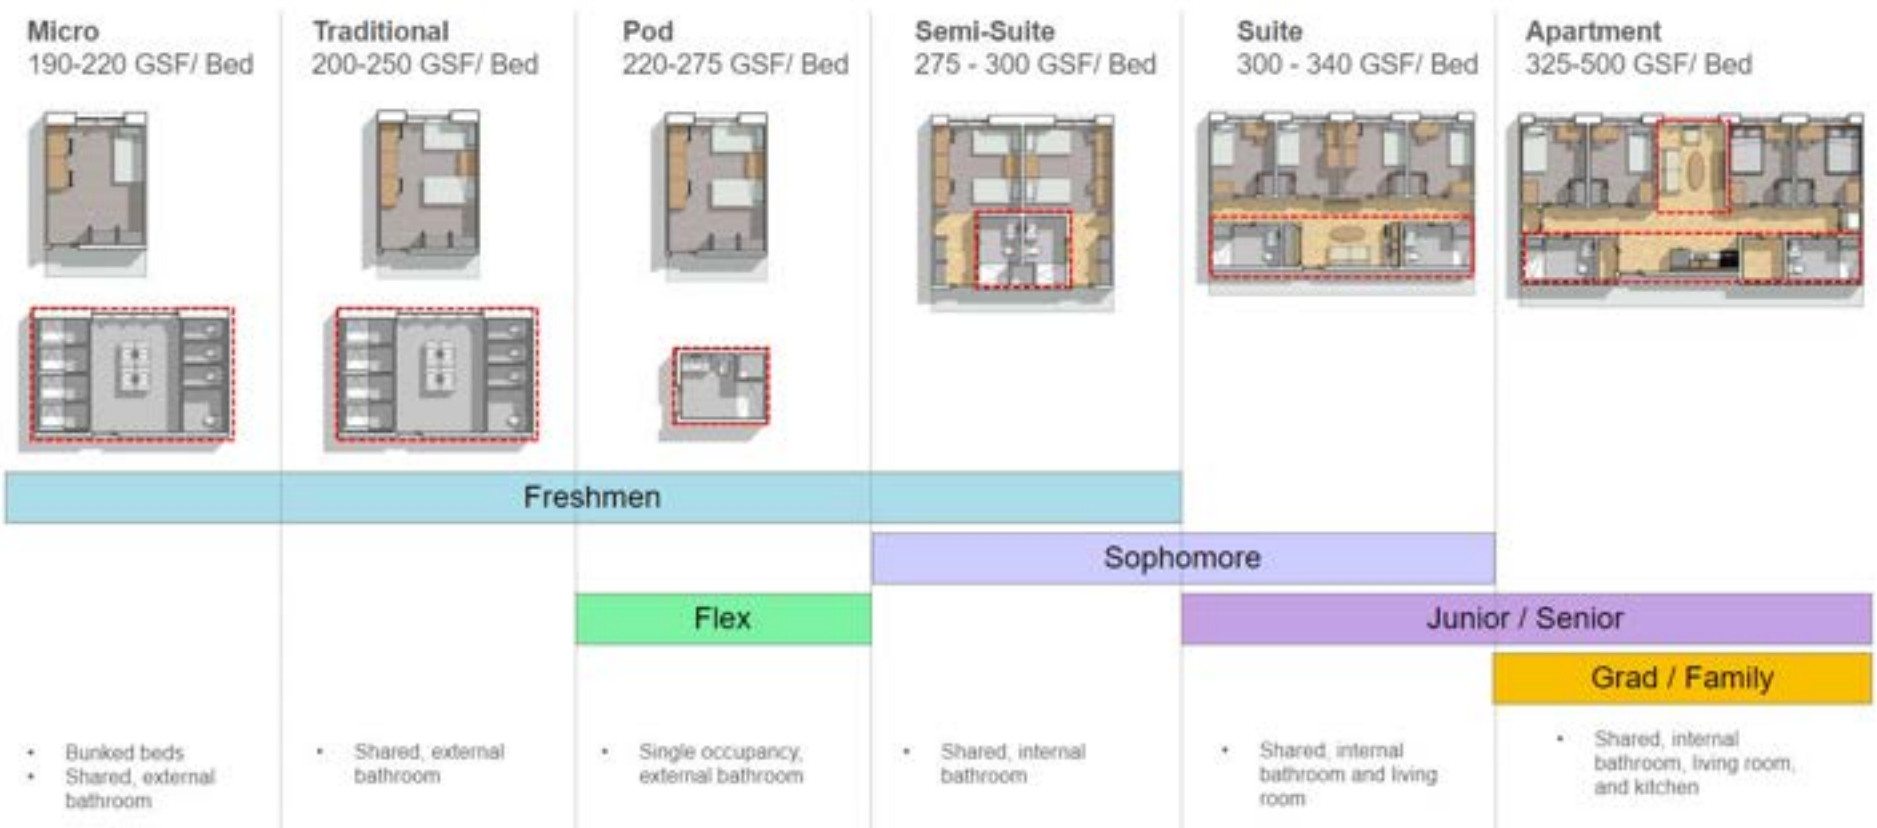 Micro
190-220 GSF/ Bed
Traditional
200-250 GSF/ Bed
Pod
220-275 GSF/ Bed
Semi-Suite
275 - 300 GSF/ Bed
Suite
300 - 340 GSF/ Bed
Apartment
325-500 GSF/ Bed
Freshmen
Sophomore
Flex
Junior / Senior
Grad / Family
• Bunked beds
• Shared, external
bathroom
• Shared, external
bathroom
• Single occupancy,
external bathroom
• Shared, internal
bathroom
• Shared, internal
bathroom and living
room
• Shared, internal
bathroom, living room,
and kitchen